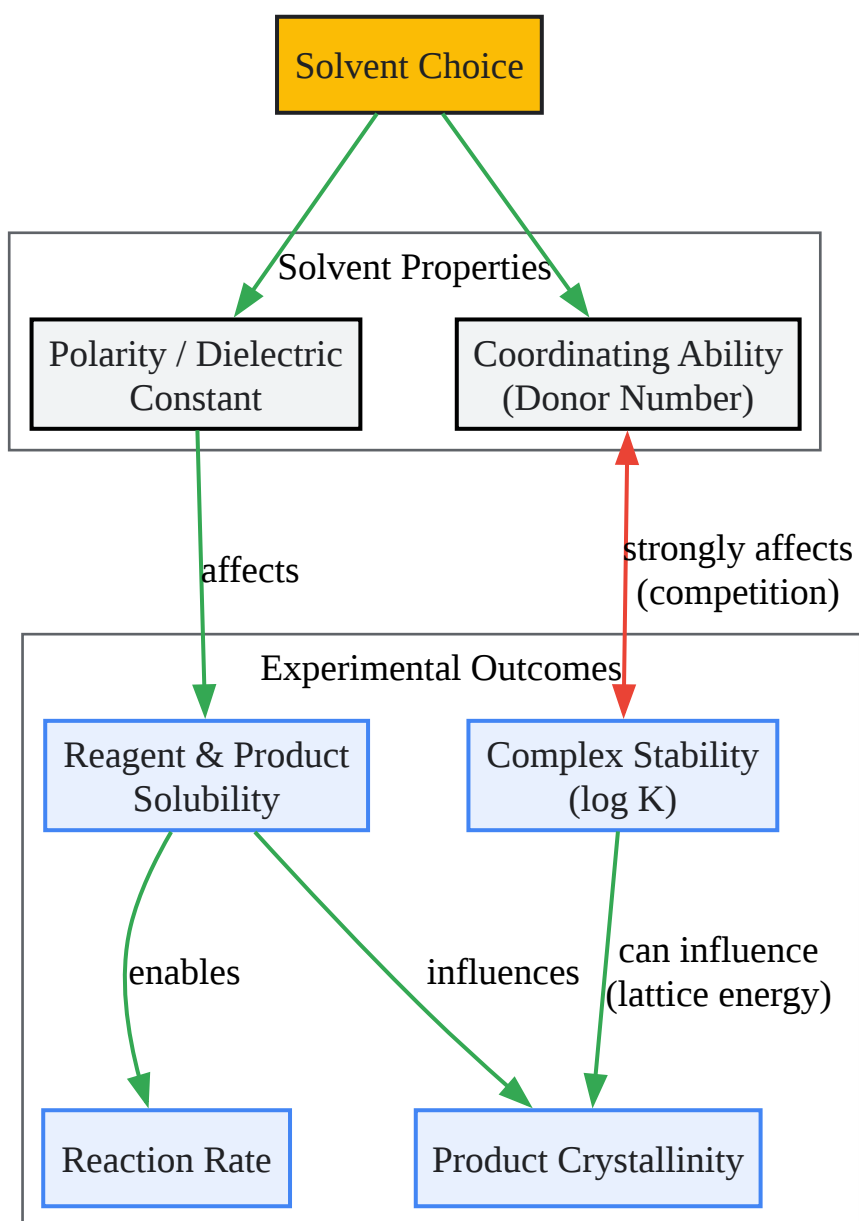 Solvent Choice
Solvent Properties
Polarity / Dielectric
Constant
Coordinating Ability
(Donor Number)
affects
strongly affects
(competition)
Experimental Outcomes
Reagent & Product
Solubility
Complex Stability
(log K)
enables
influences
can influence
(lattice energy)
Reaction Rate
Product Crystallinity